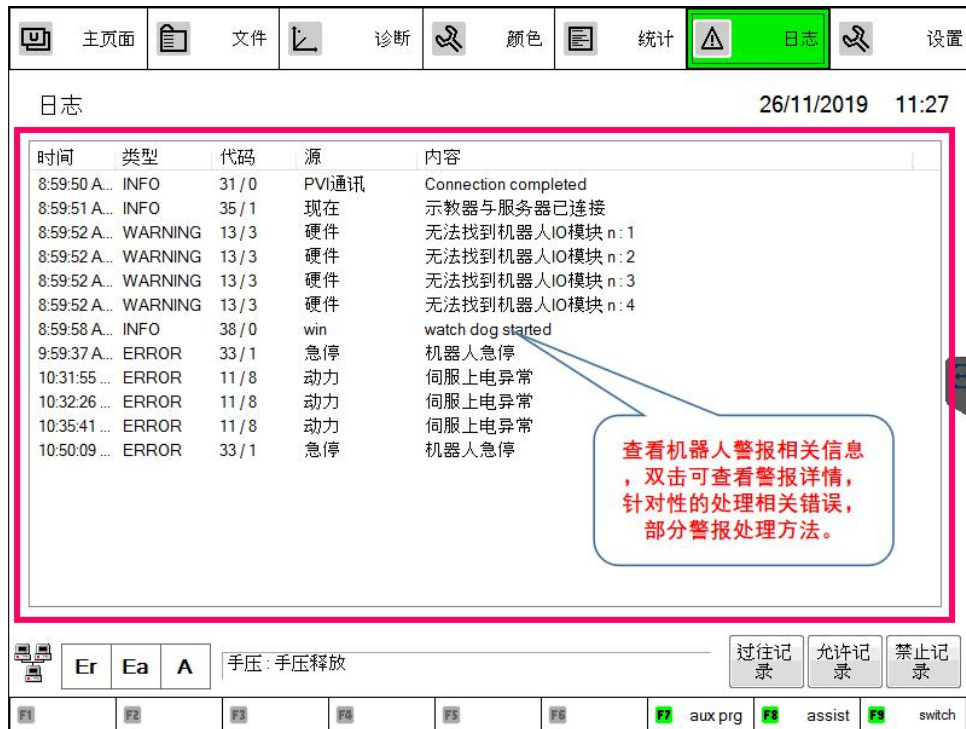 主页面 文件 诊断 颜色 统计 日志 设置
日志 26/11/2019 11:27
时间 类型 代码 源 内容
8:59:50 A... INFO 31 / 0 PVI通讯 Connection completed
8:59:51 A... INFO 35 / 1 现在 示教器与服务器已连接
8:59:52 A... WARNING 13 / 3 硬件 无法找到机器人IO模块 n : 1
8:59:52 A... WARNING 13 / 3 硬件 无法找到机器人IO模块 n : 2
8:59:52 A... WARNING 13 / 3 硬件 无法找到机器人IO模块 n : 3
8:59:52 A... WARNING 13 / 3 硬件 无法找到机器人IO模块 n : 4
8:59:58 A... INFO 38 / 0 win watch dog started
9:59:37 A... ERROR 33 / 1 急停 机器人急停
10:31:55 ... ERROR 11 / 8 动力 伺服上电异常
10:32:26 ... ERROR 11 / 8 动力 伺服上电异常
10:35:41 ... ERROR 11 / 8 动力 伺服上电异常
10:50:09 ... ERROR 33 / 1 急停 机器人急停
查看机器人警报相关信息
，双击可查看警报详情，
针对性的处理相关错误，
部分警报处理方法。
Er Ea A 手压 : 手压释放
过往记
录
允许记
录
禁止记
录
F1 F2 F3 F4 F5 F6 F7 aux prg F8 assist F9 switch